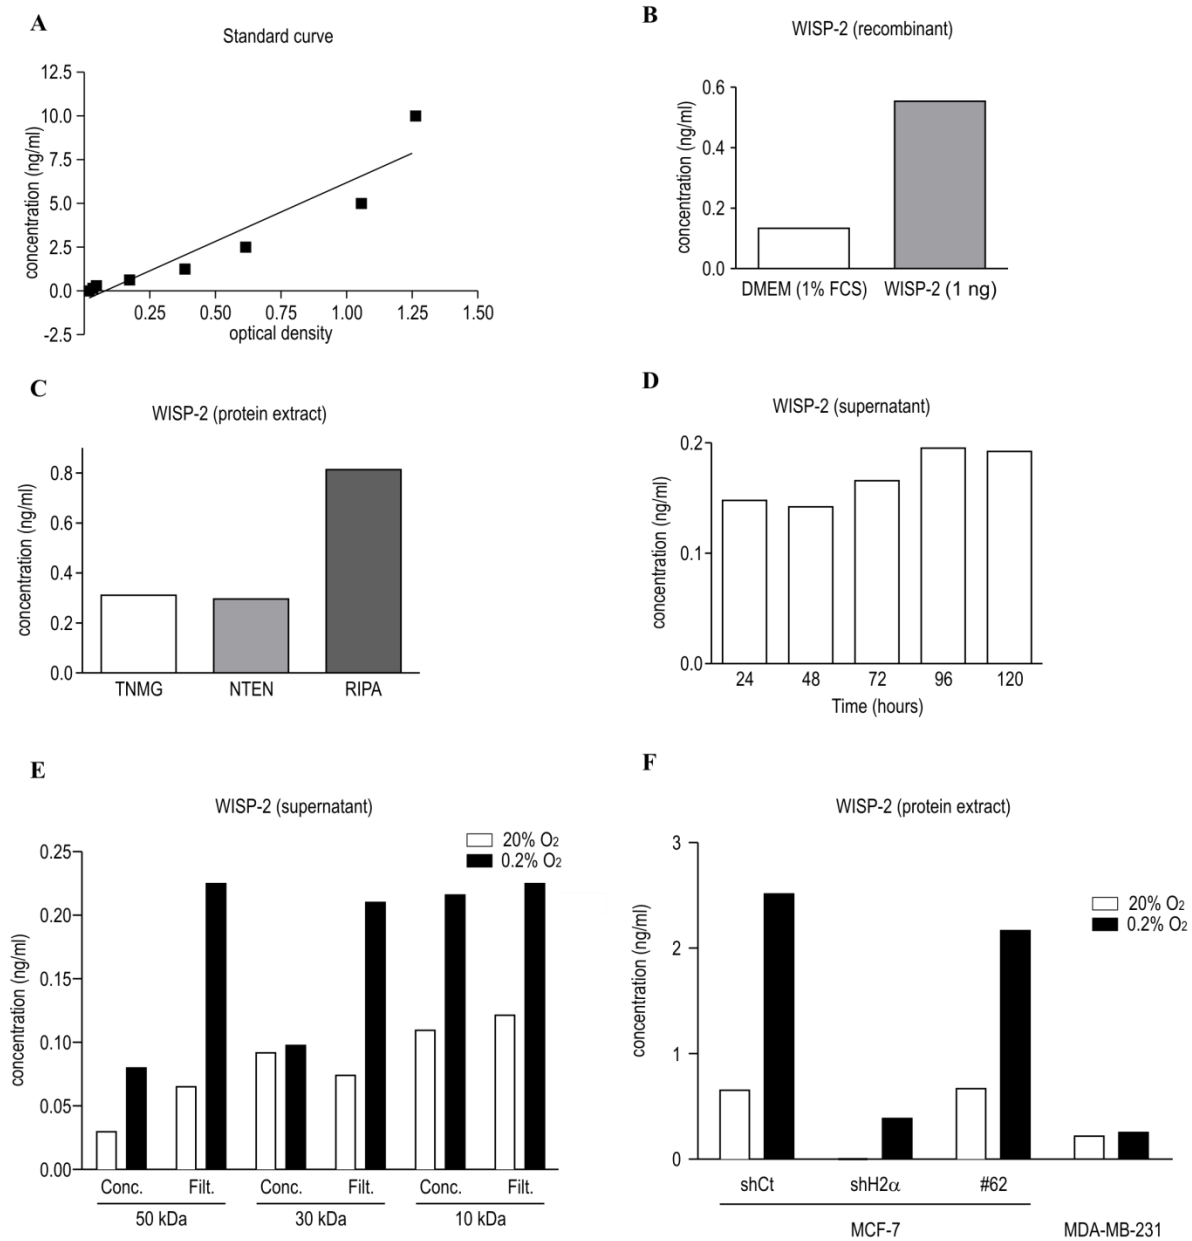 A
Standard curve
12.5
10.0
7.5
5.0
2.5
0.0
-2.5
concentration (ng/ml)
0.25 0.50 0.75 1.00 1.25 1.50
optical density
B
WISP-2 (recombinant)
0.6
0.4
0.2
0.0
concentration (ng/ml)
DMEM (1% FCS) WISP-2 (1 ng)
C
WISP-2 (protein extract)
0.8
0.6
0.4
0.2
0.0
concentration (ng/ml)
TNMG NTEN RIPA
D
WISP-2 (supernatant)
0.2
0.1
0.0
concentration (ng/ml)
24 48 72 96 120
Time (hours)
E
WISP-2 (supernatant)
20% O2
0.2% O2
0.25
0.20
0.15
0.10
0.05
0.00
concentration (ng/ml)
Conc. Filt. Conc. Filt. Conc. Filt.
50 kDa 30 kDa 10 kDa
F
WISP-2 (protein extract)
20% O2
0.2% O2
3
2
1
0
concentration (ng/ml)
shCt shH2α #62
MCF-7 MDA-MB-231